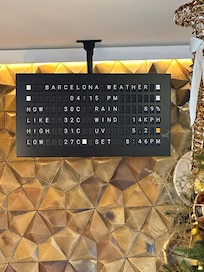 BARCELONA WEATHER
04:15 PM
NOW 30C RAIN 89%
LIKE 32C WIND 14KPH
HIGH 31C UV 5.2
LOW 27C SET 8:46PM